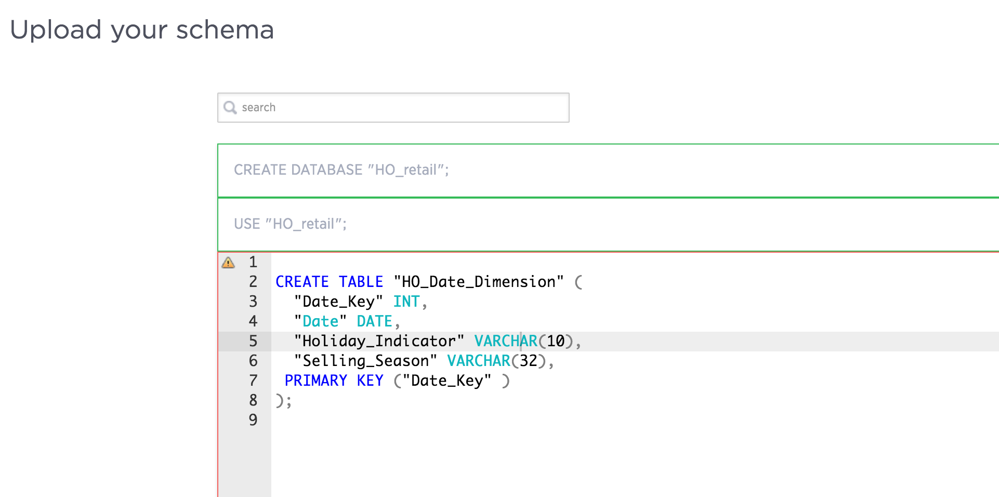 Upload your schema
search
CREATE DATABASE "HO_retail";
USE "HO_retail";
1
2 CREATE TABLE "HO_Date_Dimension" (
3 "Date_Key" INT,
4 "Date" DATE,
5 "Holiday_Indicator" VARCHAR(10),
6 "Selling_Season" VARCHAR(32),
7 PRIMARY KEY ("Date_Key" )
8 );
9